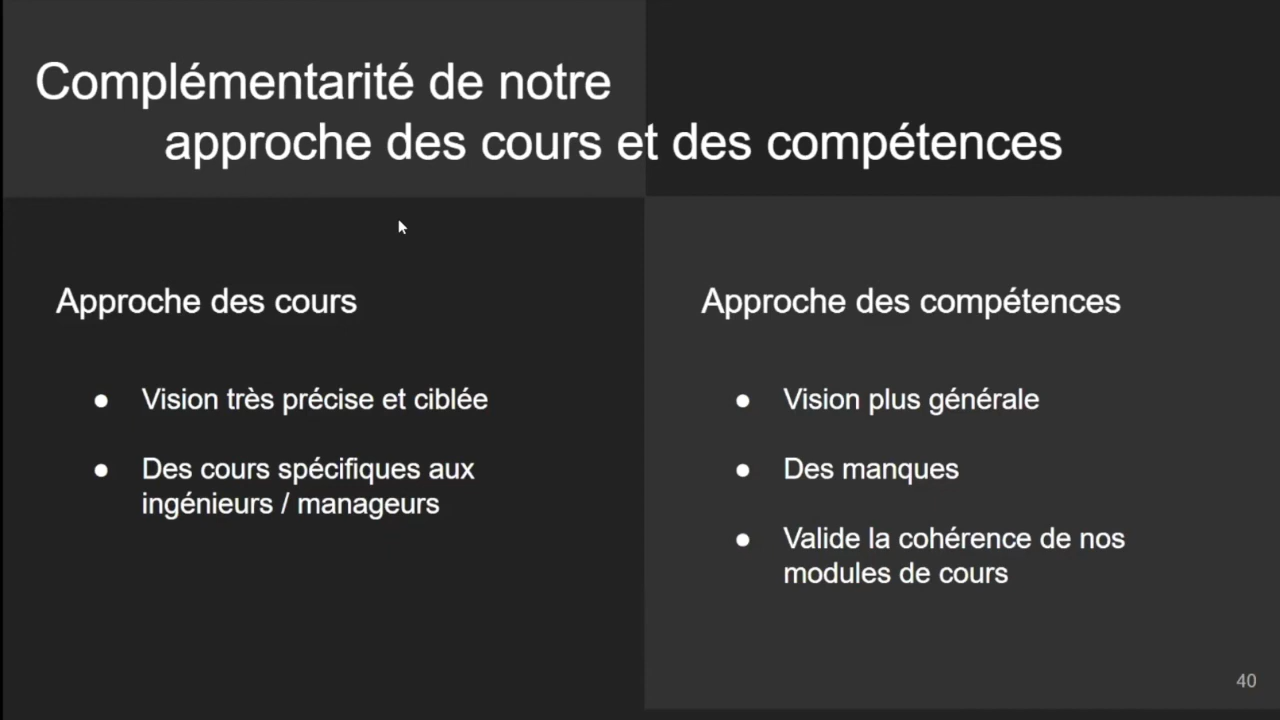 Complémentarité de notre
approche des cours et des compétences
Approche des cours
● Vision très précise et ciblée
● Des cours spécifiques aux
ingénieurs / manageurs
Approche des compétences
● Vision plus générale
● Des manques
● Valide la cohérence de nos
modules de cours
40